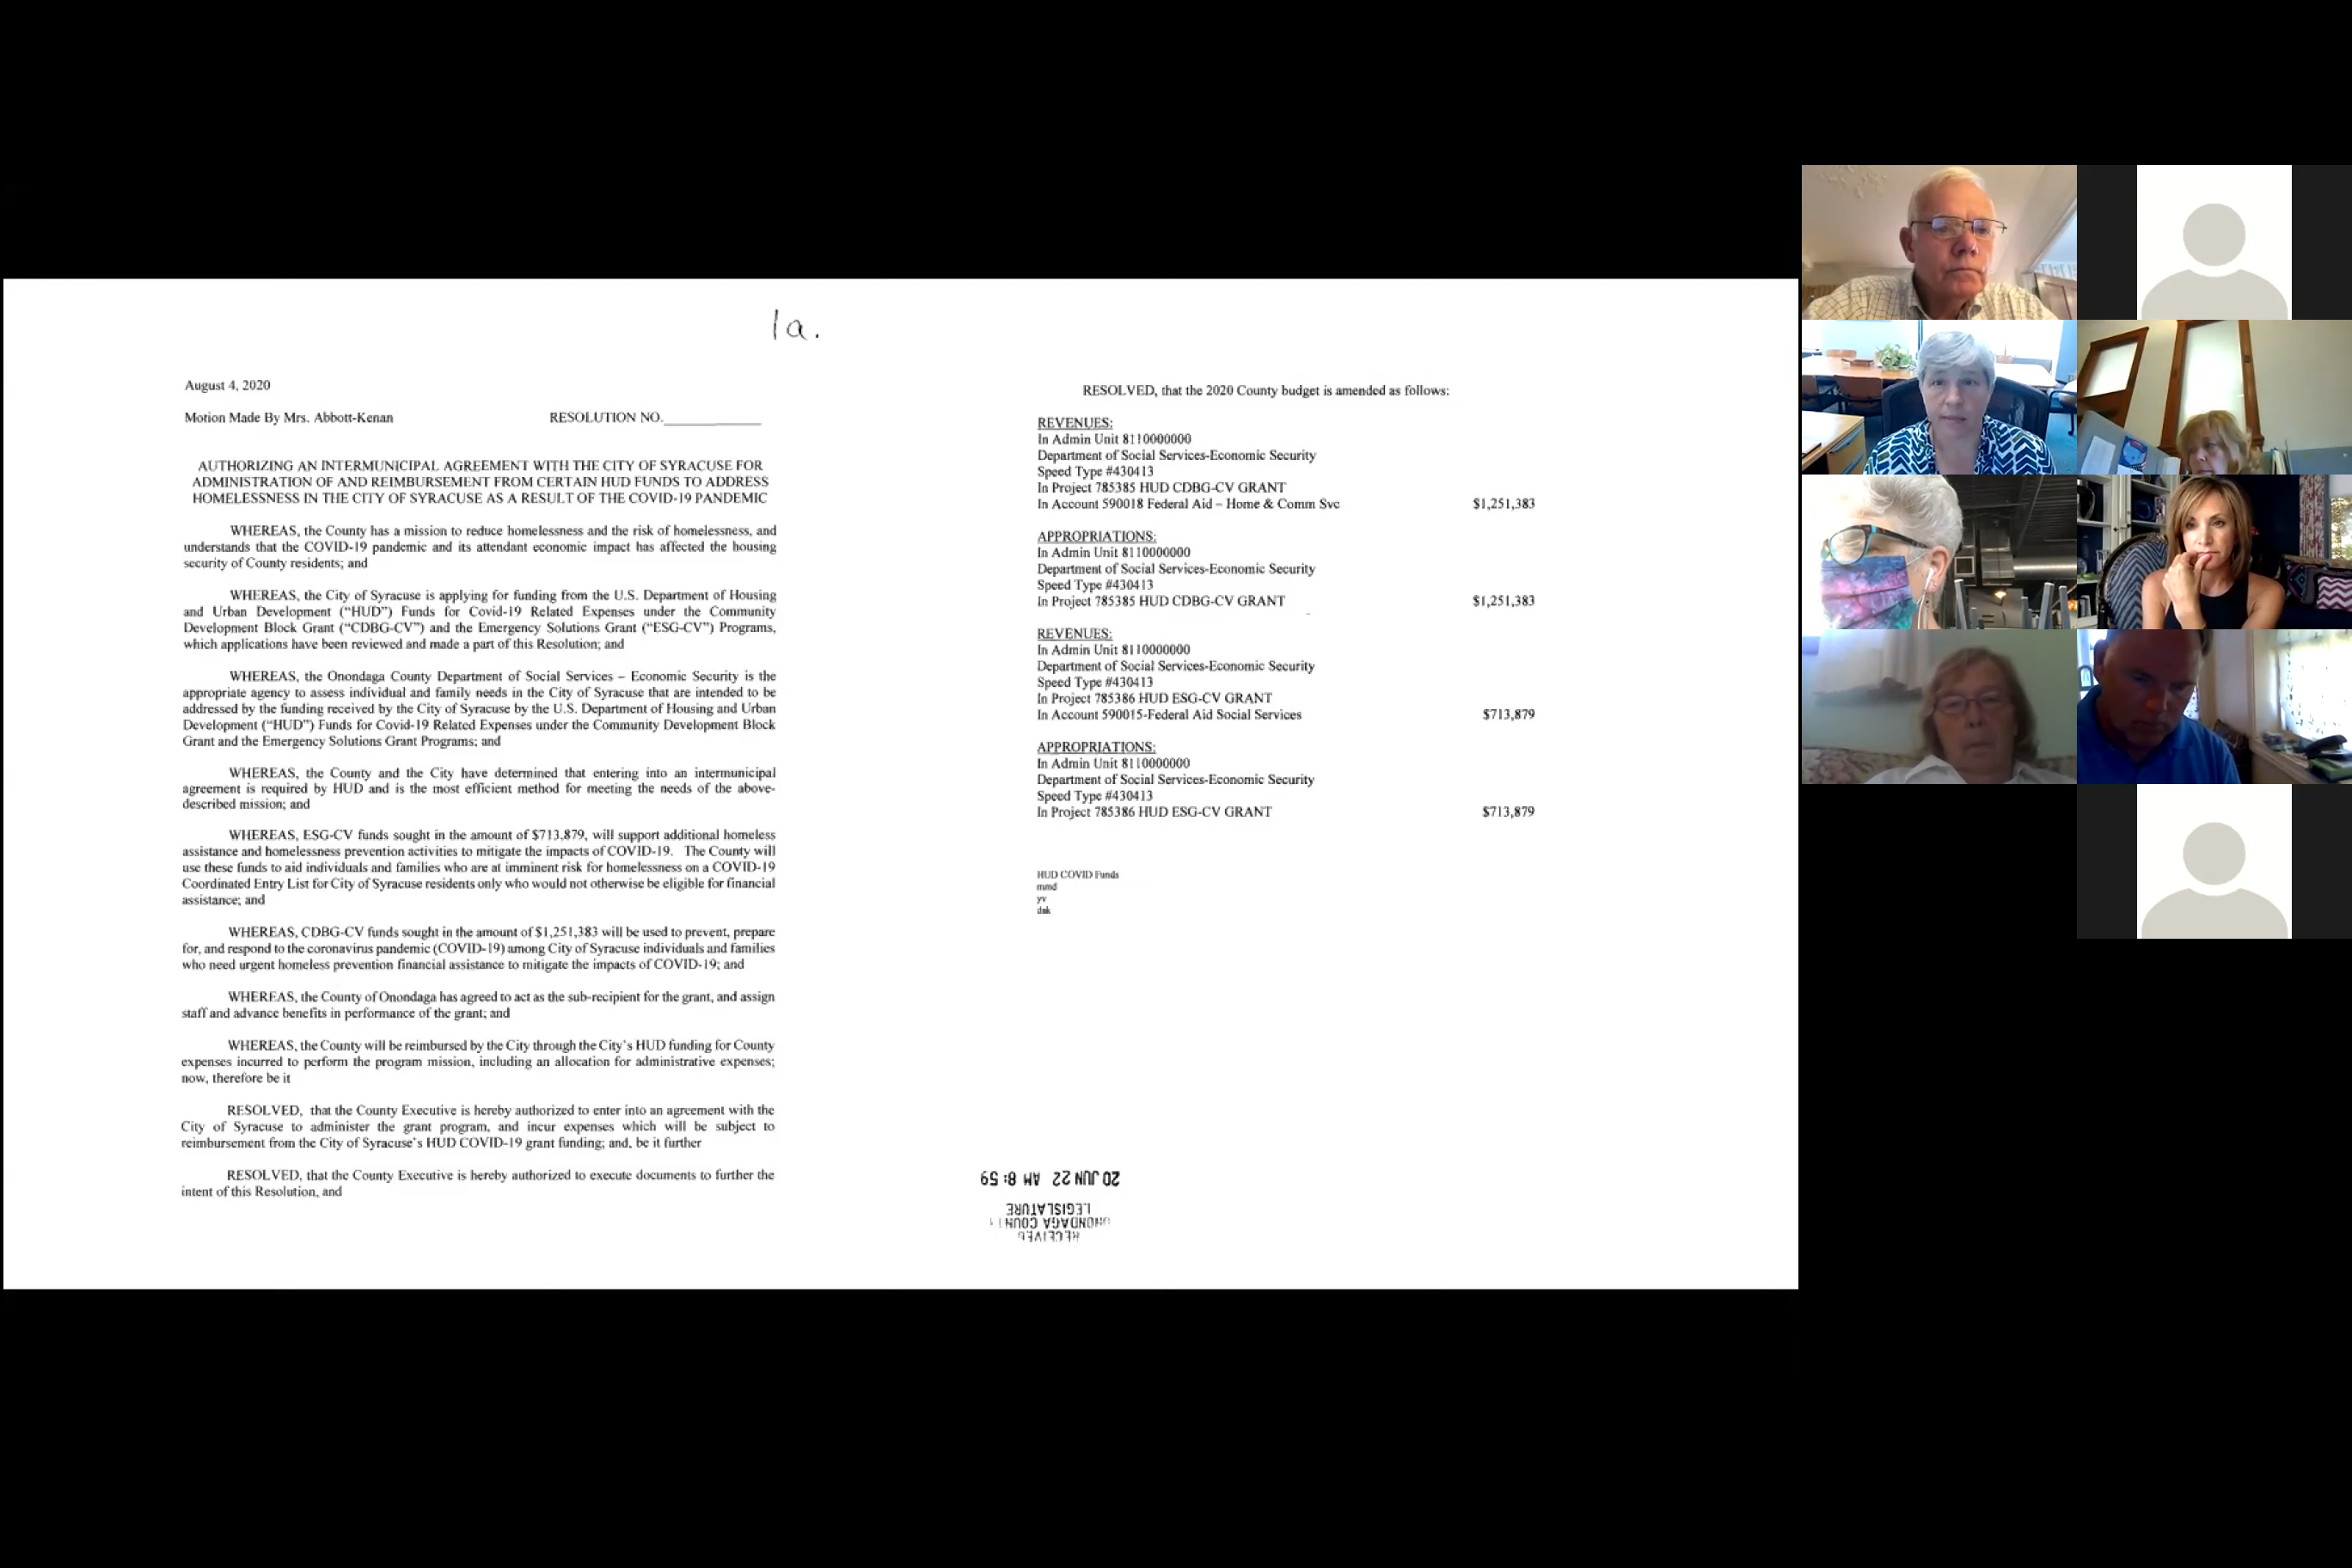 1a.
August 4, 2020
Motion Made By Mrs. Abbott-Kenan RESOLUTION NO.____________
AUTHORIZING AN INTERMUNICIPAL AGREEMENT WITH THE CITY OF SYRACUSE FOR
ADMINISTRATION OF AND REIMBURSEMENT FROM CERTAIN HUD FUNDS TO ADDRESS
HOMELESSNESS IN THE CITY OF SYRACUSE AS A RESULT OF THE COVID-19 PANDEMIC
WHEREAS, the County has a mission to reduce homelessness and the risk of homelessness, and
understands that the COVID-19 pandemic and its attendant economic impact has affected the housing
security of County residents; and
WHEREAS, the City of Syracuse is applying for funding from the U.S. Department of Housing
and Urban Development (“HUD”) Funds for Covid-19 Related Expenses under the Community
Development Block Grant (“CDBG-CV”) and the Emergency Solutions Grant (“ESG-CV”) Programs,
which applications have been reviewed and made a part of this Resolution; and
WHEREAS, the Onondaga County Department of Social Services – Economic Security is the
appropriate agency to assess individual and family needs in the City of Syracuse that are intended to be
addressed by the funding received by the City of Syracuse by the U.S. Department of Housing and Urban
Development (“HUD”) Funds for Covid-19 Related Expenses under the Community Development Block
Grant and the Emergency Solutions Grant Programs; and
WHEREAS, the County and the City have determined that entering into an intermunicipal
agreement is required by HUD and is the most efficient method for meeting the needs of the above-
described mission; and
WHEREAS, ESG-CV funds sought in the amount of $713,879, will support additional homeless
assistance and homelessness prevention activities to mitigate the impacts of COVID-19. The County will
use these funds to aid individuals and families who are at imminent risk for homelessness on a COVID-19
Coordinated Entry List for City of Syracuse residents only who would not otherwise be eligible for financial
assistance; and
WHEREAS, CDBG-CV funds sought in the amount of $1,251,383 will be used to prevent, prepare
for, and respond to the coronavirus pandemic (COVID-19) among City of Syracuse individuals and families
who need urgent homeless prevention financial assistance to mitigate the impacts of COVID-19; and
WHEREAS, the County of Onondaga has agreed to act as the sub-recipient for the grant, and assign
staff and advance benefits in performance of the grant; and
WHEREAS, the County will be reimbursed by the City through the City’s HUD funding for County
expenses incurred to perform the program mission, including an allocation for administrative expenses;
now, therefore be it
RESOLVED, that the County Executive is hereby authorized to enter into an agreement with the
City of Syracuse to administer the grant program, and incur expenses which will be subject to
reimbursement from the City of Syracuse’s HUD COVID-19 grant funding; and, be it further
RESOLVED, that the County Executive is hereby authorized to execute documents to further the
intent of this Resolution, and
RESOLVED, that the 2020 County budget is amended as follows:
REVENUES:
In Admin Unit 8110000000
Department of Social Services-Economic Security
Speed Type #430413
In Project 785385 HUD CDBG-CV GRANT
In Account 590018 Federal Aid – Home & Comm Svc $1,251,383
APPROPRIATIONS:
In Admin Unit 8110000000
Department of Social Services-Economic Security
Speed Type #430413
In Project 785385 HUD CDBG-CV GRANT $1,251,383
REVENUES:
In Admin Unit 8110000000
Department of Social Services-Economic Security
Speed Type #430413
In Project 785386 HUD ESG-CV GRANT
In Account 590015-Federal Aid Social Services $713,879
APPROPRIATIONS:
In Admin Unit 8110000000
Department of Social Services-Economic Security
Speed Type #430413
In Project 785386 HUD ESG-CV GRANT $713,879
HUD COVID Funds
mmd
yv
dak
RECEIVED
ONONDAGA COUNTY
LEGISLATURE
20 JUN 22 AM 8:59